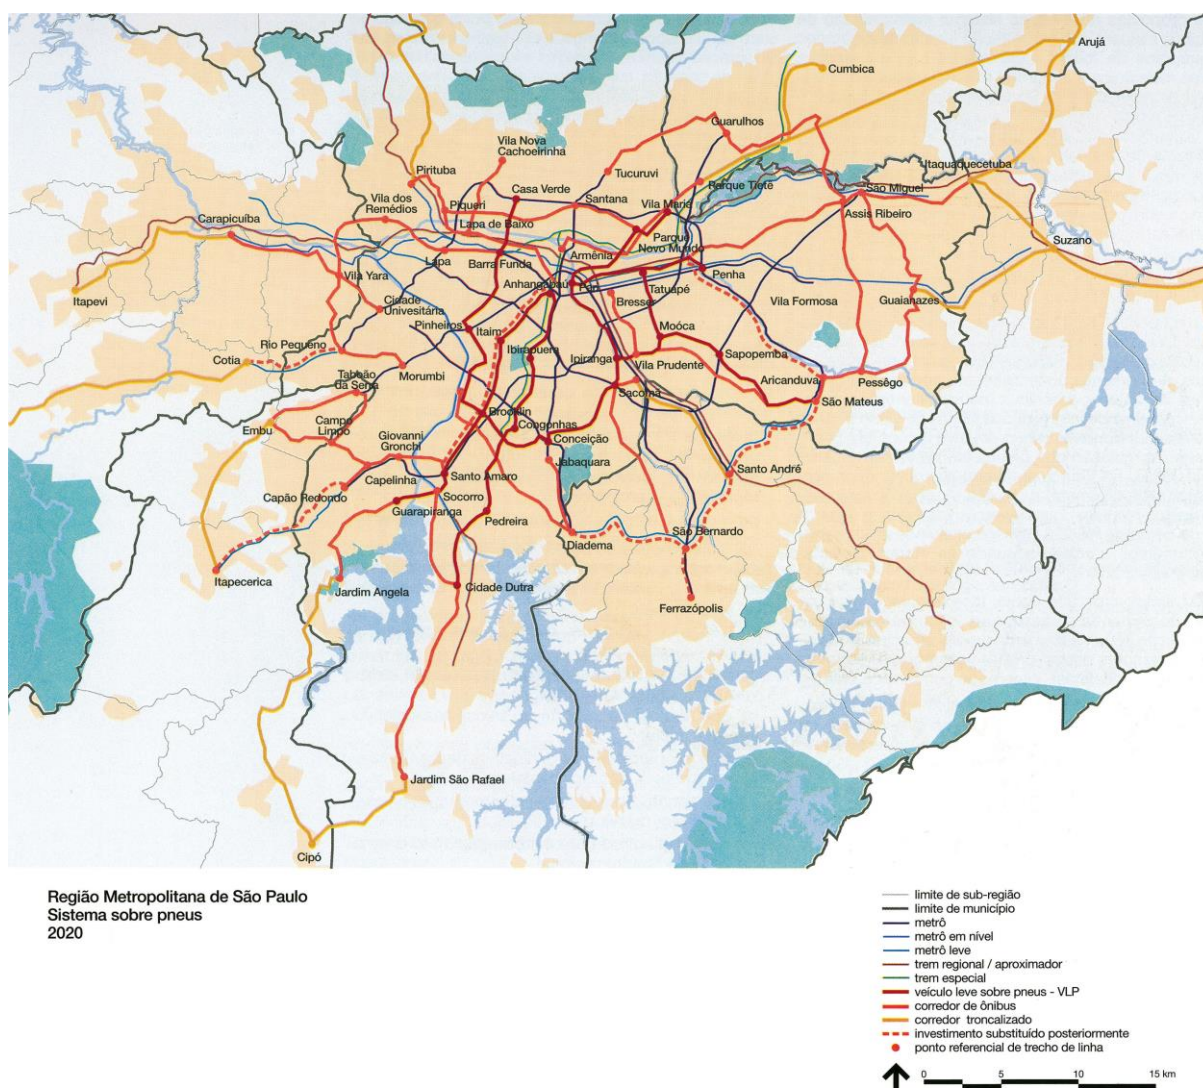 Arujá
Cumbica
Guarulhos
Vila Nova
Cachoeirinha
Tucuruvi
Itaquaquecetuba
Pirituba
Parque Tietê
São Miguel
Casa Verde
Santana
Vila dos
Remédios
Piqueri
Vila Maria
Assis Ribeiro
Carapicuíba
Lapa de Baixo
Parque
Novo Mundo
Suzano
Armênia
Lapa
Barra Funda
Penha
Vila Yara
Anhangabaú
Pari
Tatuapé
Itapevi
Bresser
Vila Formosa
Guaianazes
Cidade
Univesitária
Pinheiros
Itaim
Moóca
Rio Pequeno
Ibirapuera
Ipiranga
Sapopemba
Cotia
Vila Prudente
Morumbi
Taboão
da Serra
Aricanduva
Pessêgo
Sacomã
São Mateus
Brooklin
Campo
Limpo
Congonhas
Embu
Giovanni
Gronchi
Conceição
Jabaquara
Santo André
Capelinha
Santo Amaro
Capão Redondo
Socorro
Guarapiranga
Pedreira
São Bernardo
Diadema
Itapecerica
Jardim Angela
Cidade Dutra
Ferrazópolis
Jardim São Rafael
Cipó
Região Metropolitana de São Paulo
Sistema sobre pneus
2020
limite de sub-região
limite de município
metrô
metrô em nível
metrô leve
trem regional / aproximador
trem especial
veículo leve sobre pneus - VLP
corredor de ônibus
corredor troncalizado
investimento substituído posteriormente
ponto referencial de trecho de linha
0 5 10 15 km